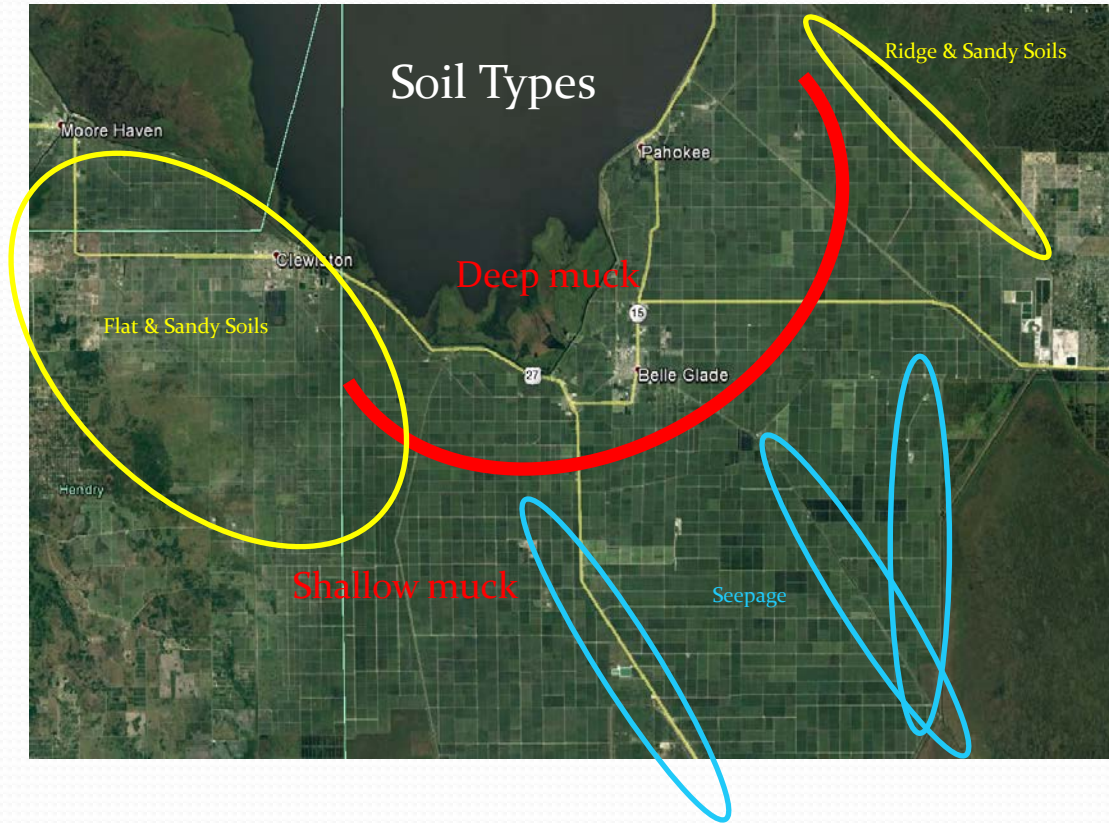 Soil Types
Ridge & Sandy Soils
Moore Haven
Pahokee
Clewiston
Deep muck
15
Flat & Sandy Soils
27
Belle Glade
Hendry
Shallow muck
Seepage